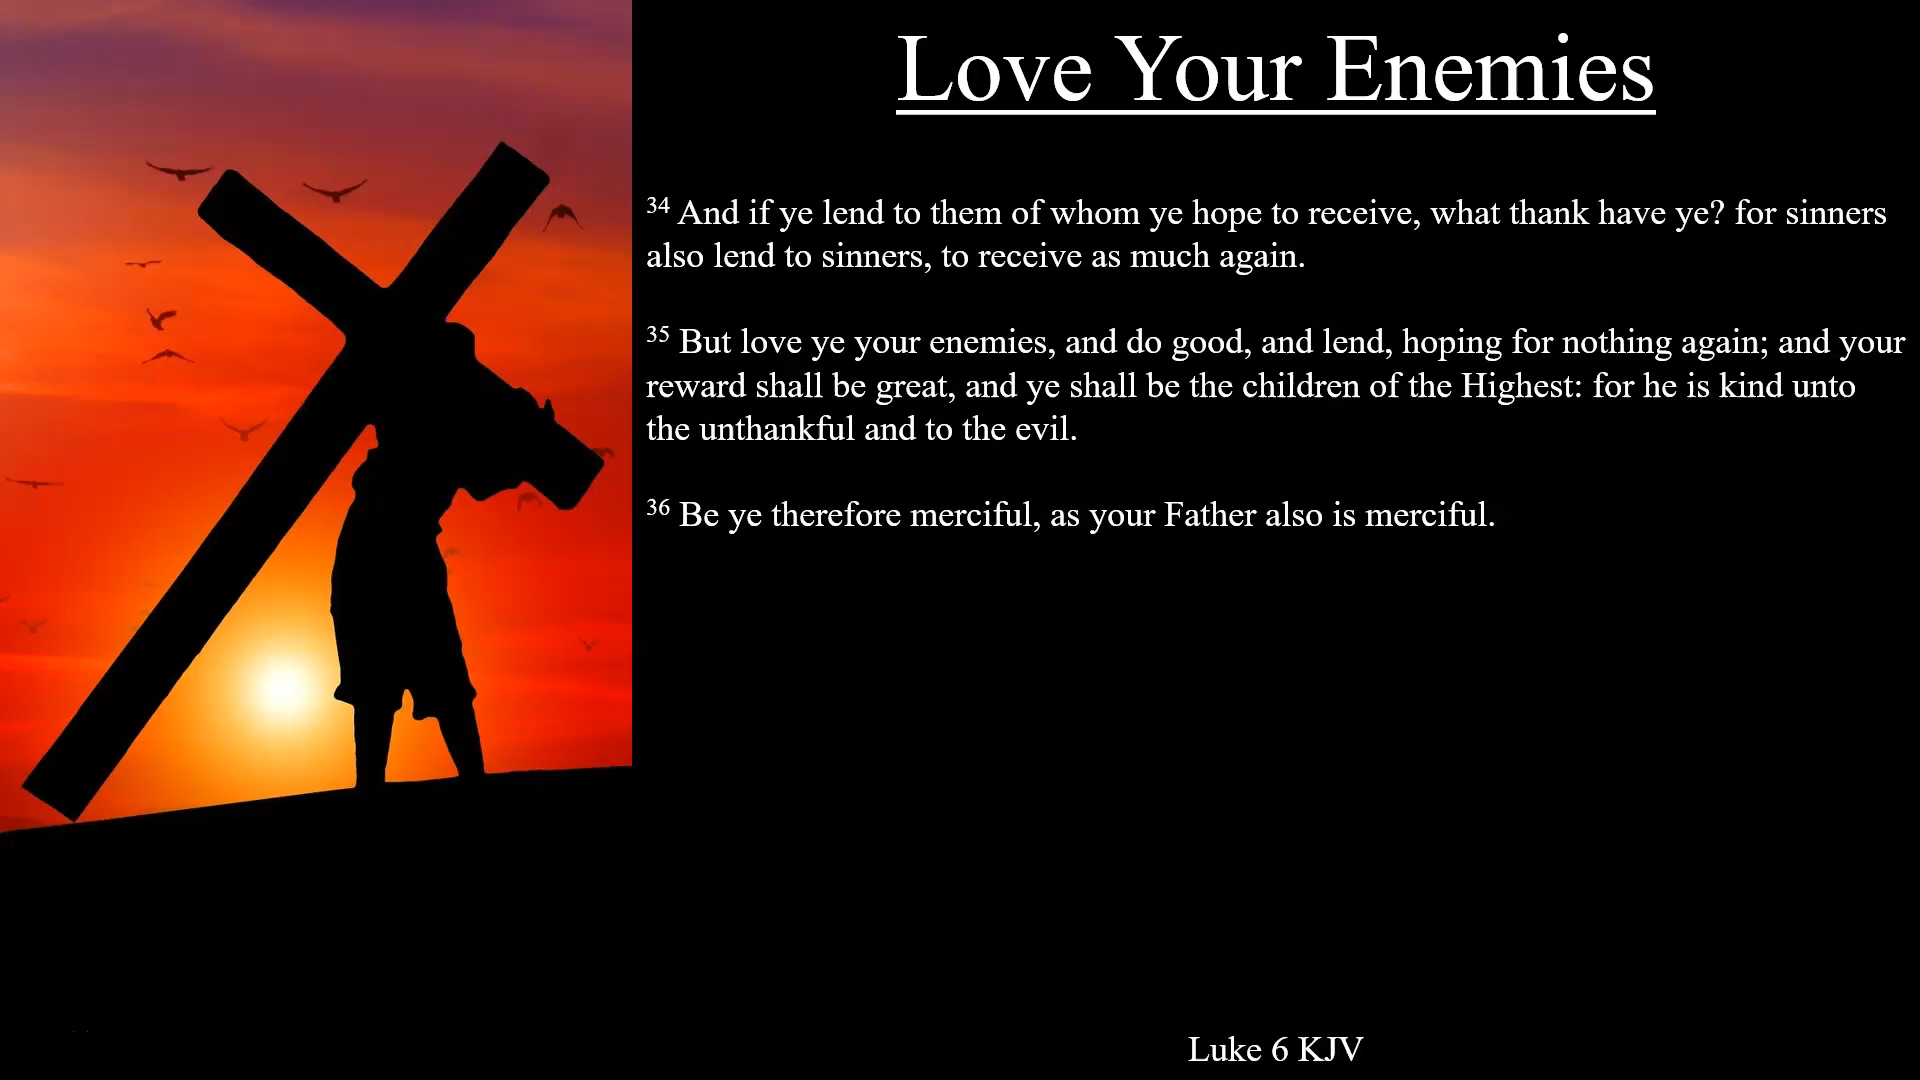 Love Your Enemies
34 And if ye lend to them of whom ye hope to receive, what thank have ye? for sinners
also lend to sinners, to receive as much again.
35 But love ye your enemies, and do good, and lend, hoping for nothing again; and your
reward shall be great, and ye shall be the children of the Highest: for he is kind unto
the unthankful and to the evil.
36 Be ye therefore merciful, as your Father also is merciful.
Luke 6 KJV